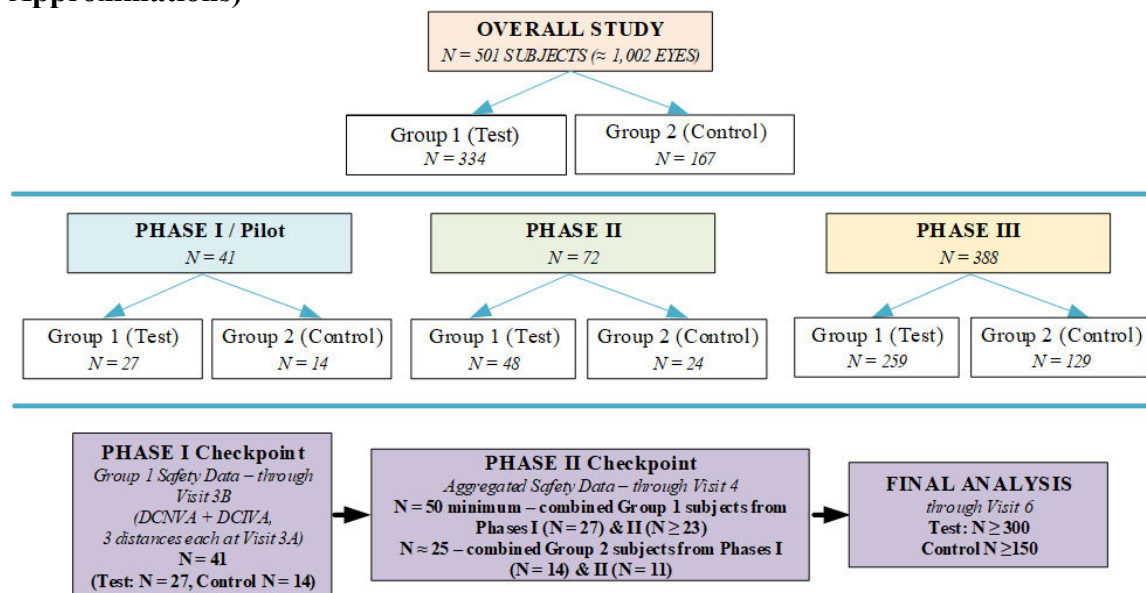 Approximations)
OVERALL STUDY
N = 501 SUBJECTS (≈ 1,002 EYES)
Group 1 (Test)
N = 334
Group 2 (Control)
N = 167
PHASE I / Pilot
N = 41
PHASE II
N = 72
PHASE III
N = 388
Group 1 (Test)
N = 27
Group 2 (Control)
N = 14
Group 1 (Test)
N = 48
Group 2 (Control)
N = 24
Group 1 (Test)
N = 259
Group 2 (Control)
N = 129
PHASE I Checkpoint
Group 1 Safety Data – through
Visit 3B
(DCNVA + DCIVA,
3 distances each at Visit 3A)
N = 41
(Test: N = 27, Control N = 14)
PHASE II Checkpoint
Aggregated Safety Data – through Visit 4
N = 50 minimum – combined Group 1 subjects from
Phases I (N = 27) & II (N ≥ 23)
N ≈ 25 – combined Group 2 subjects from Phases I
(N = 14) & II (N = 11)
FINAL ANALYSIS
through Visit 6
Test: N ≥ 300
Control N ≥150